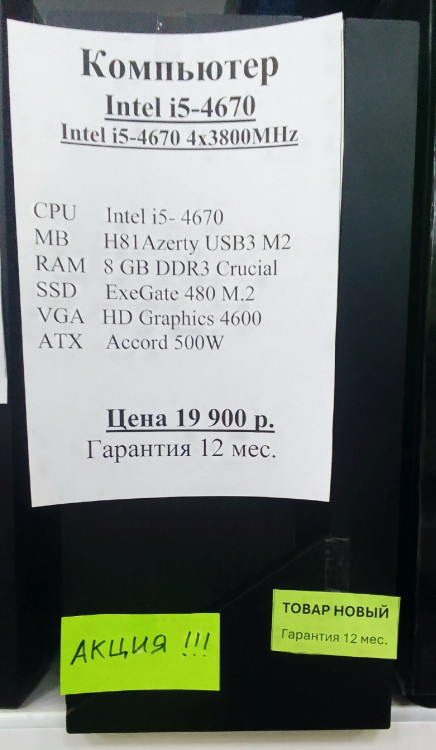 Компьютер
Intel i5-4670
Intel i5-4670 4x3800MHz
CPU Intel i5- 4670
MB H81Azerty USB3 M2
RAM 8 GB DDR3 Crucial
SSD ExeGate 480 M.2
VGA HD Graphics 4600
ATX Accord 500W
Цена 19 900 р.
Гарантия 12 мес.
АКЦИЯ !!!
ТОВАР НОВЫЙ
Гарантия 12 мес.